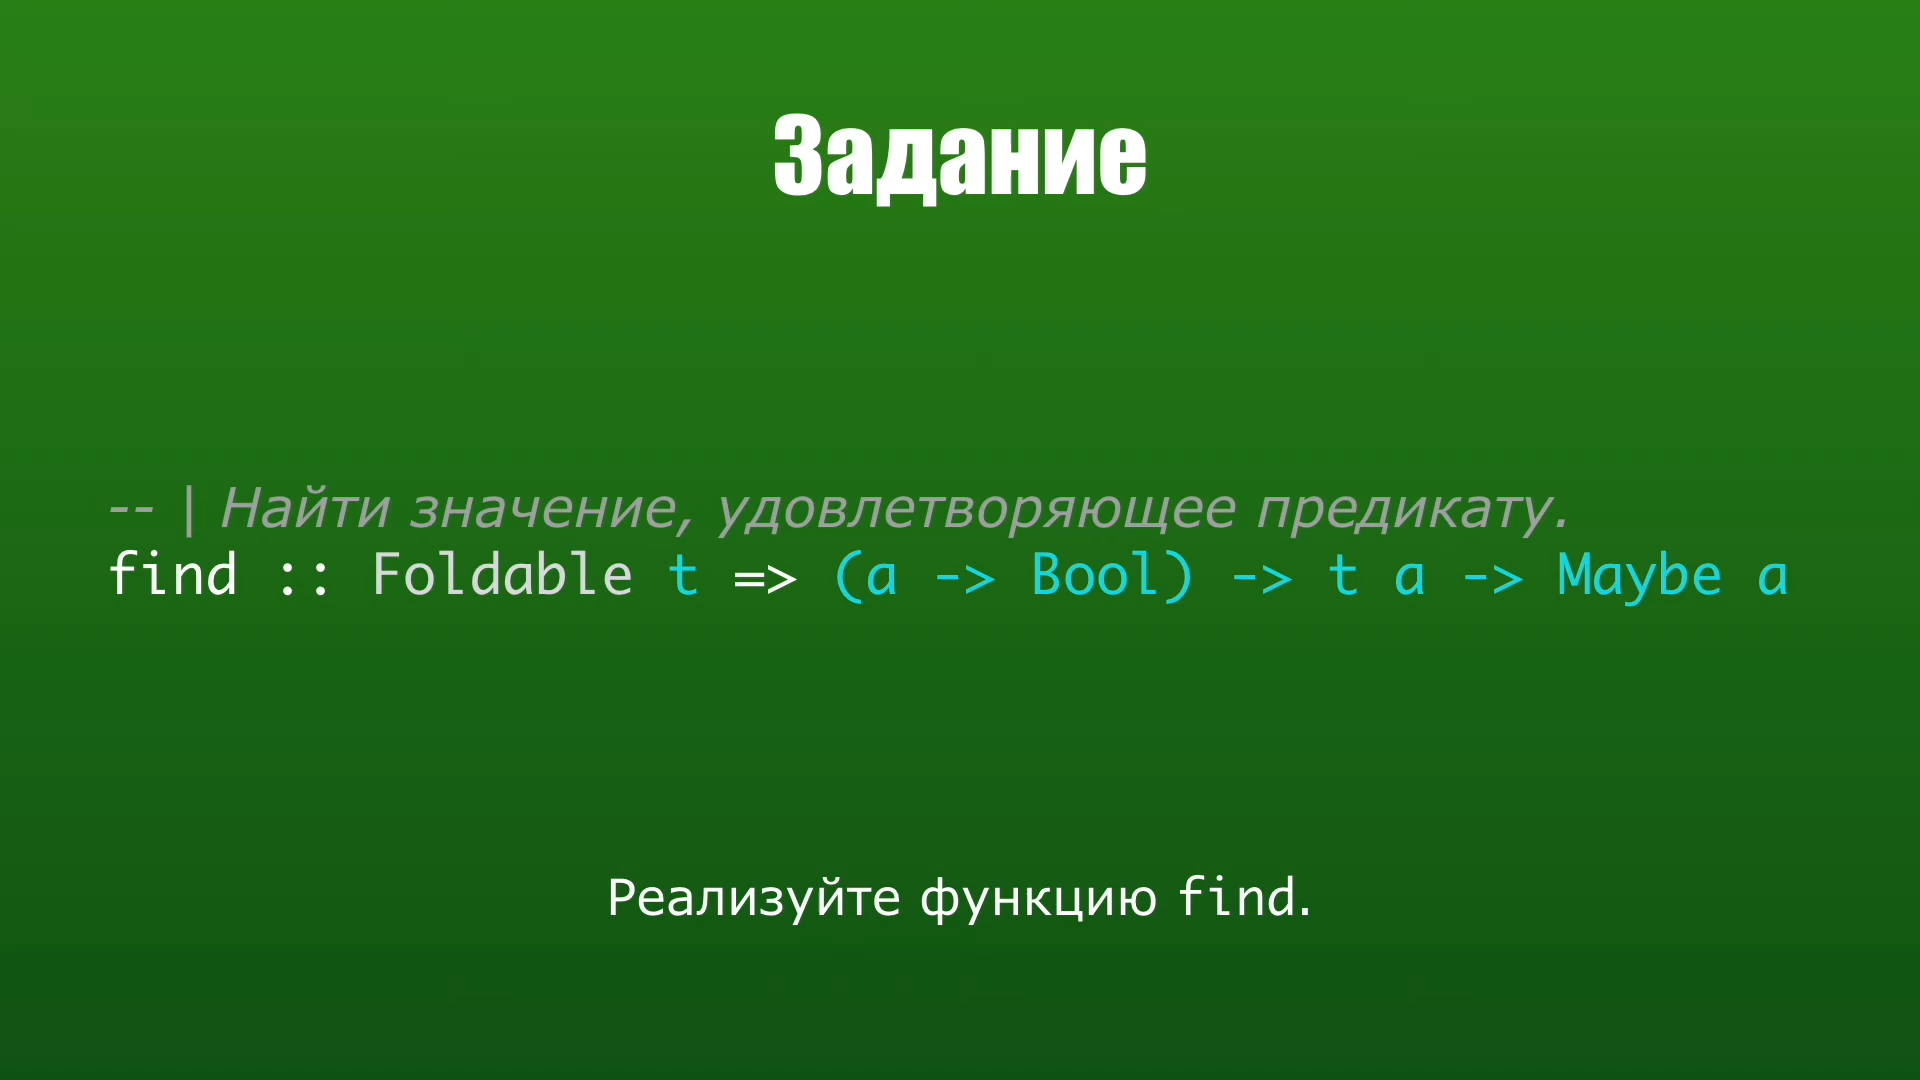 Задание
-- | Найти значение, удовлетворяющее предикату.
find :: Foldable t => (a -> Bool) -> t a -> Maybe a
Реализуйте функцию find.